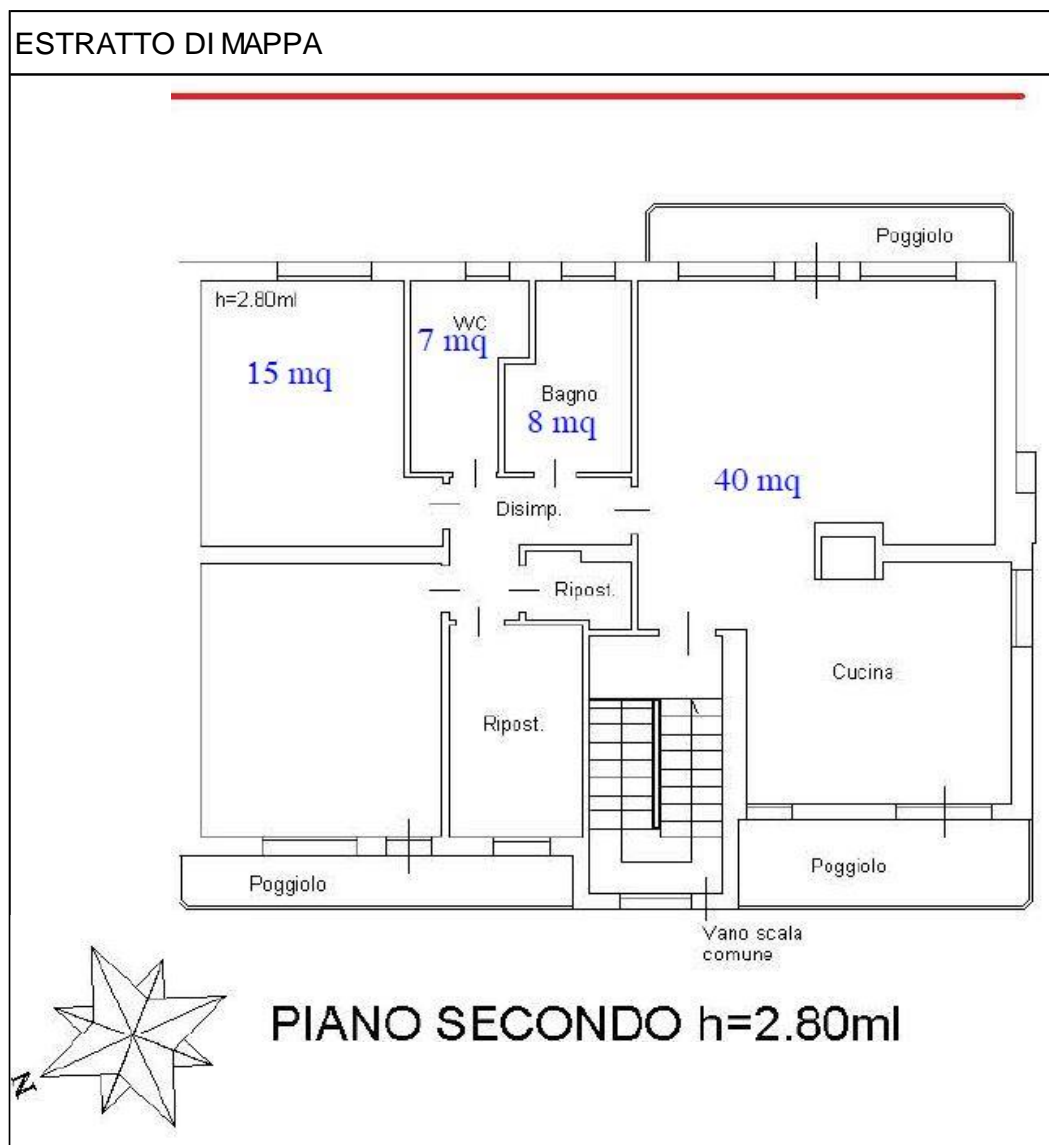 ESTRATTO DI MAPPA
Poggiolo
h=2.80ml
WC
7 mq
15 mq
Bagno
8 mq
40 mq
Disimp.
Ripost.
Cucina
Ripost.
Poggiolo
Poggiolo
Vano scala
comune
PIANO SECONDO h=2.80ml
N